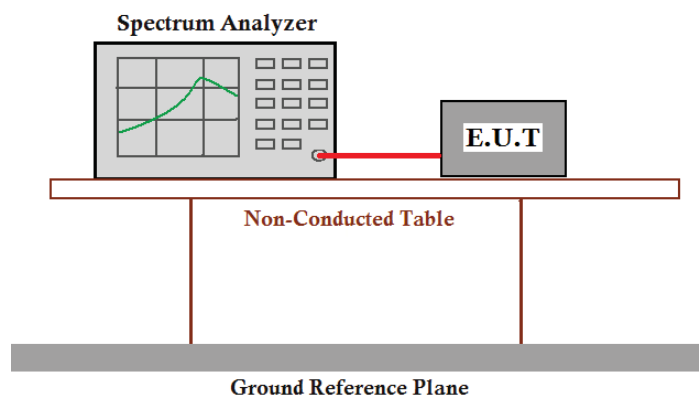 Spectrum Analyzer
E.U.T
Non-Conducted Table
Ground Reference Plane